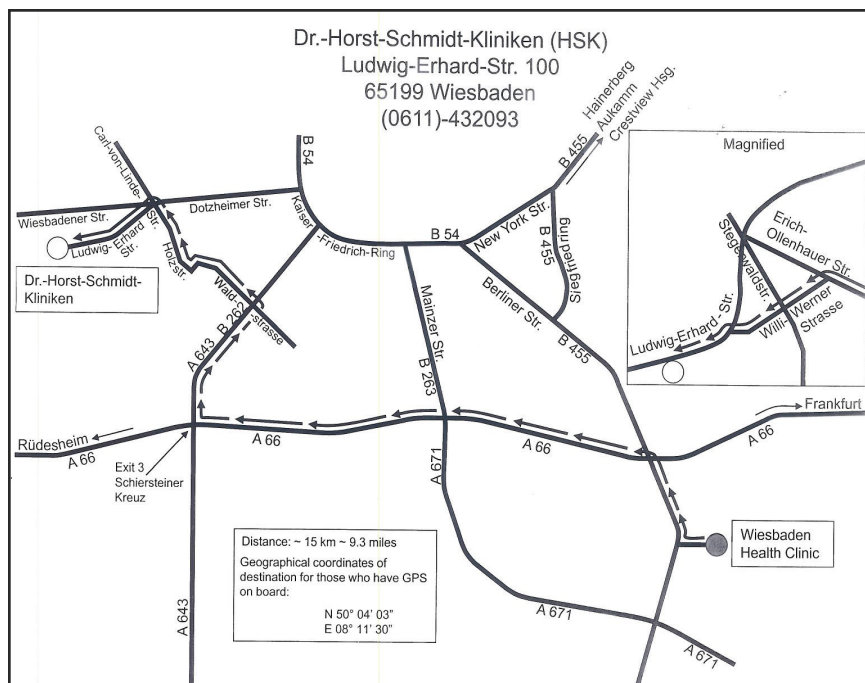 Dr.-Horst-Schmidt-Kliniken (HSK)
Ludwig-Erhard-Str. 100
65199 Wiesbaden
(0611)-432093
Hainerberg
Aukamm
Crestview Hsg.
B 455
Magnified
Stegerwaldstr.
Erich-
Ollenhauer Str.
Ludwig-Erhard-Str.
Willi-Werner
Strasse
Carl-von-Linde-
Str.
B 54
Wiesbadener Str.
Dotzheimer Str.
Ludwig-Erhard
Str.
Holzstr.
Wald-
-strasse
Kaiser
-Friedrich-Ring
B 54
New York Str.
B 455
Siegfriedring
Berliner Str.
B 455
Dr.-Horst-Schmidt-
Kliniken
B 262
A 643
Mainzer Str.
B 263
Frankfurt
A 66
Rüdesheim
A 66
A 66
A 66
Exit 3
Schiersteiner
Kreuz
A 671
Wiesbaden
Health Clinic
Distance: ~ 15 km ~ 9.3 miles
Geographical coordinates of
destination for those who have GPS
on board:
N 50° 04' 03"
E 08° 11' 30"
A 643
A 671
A 671